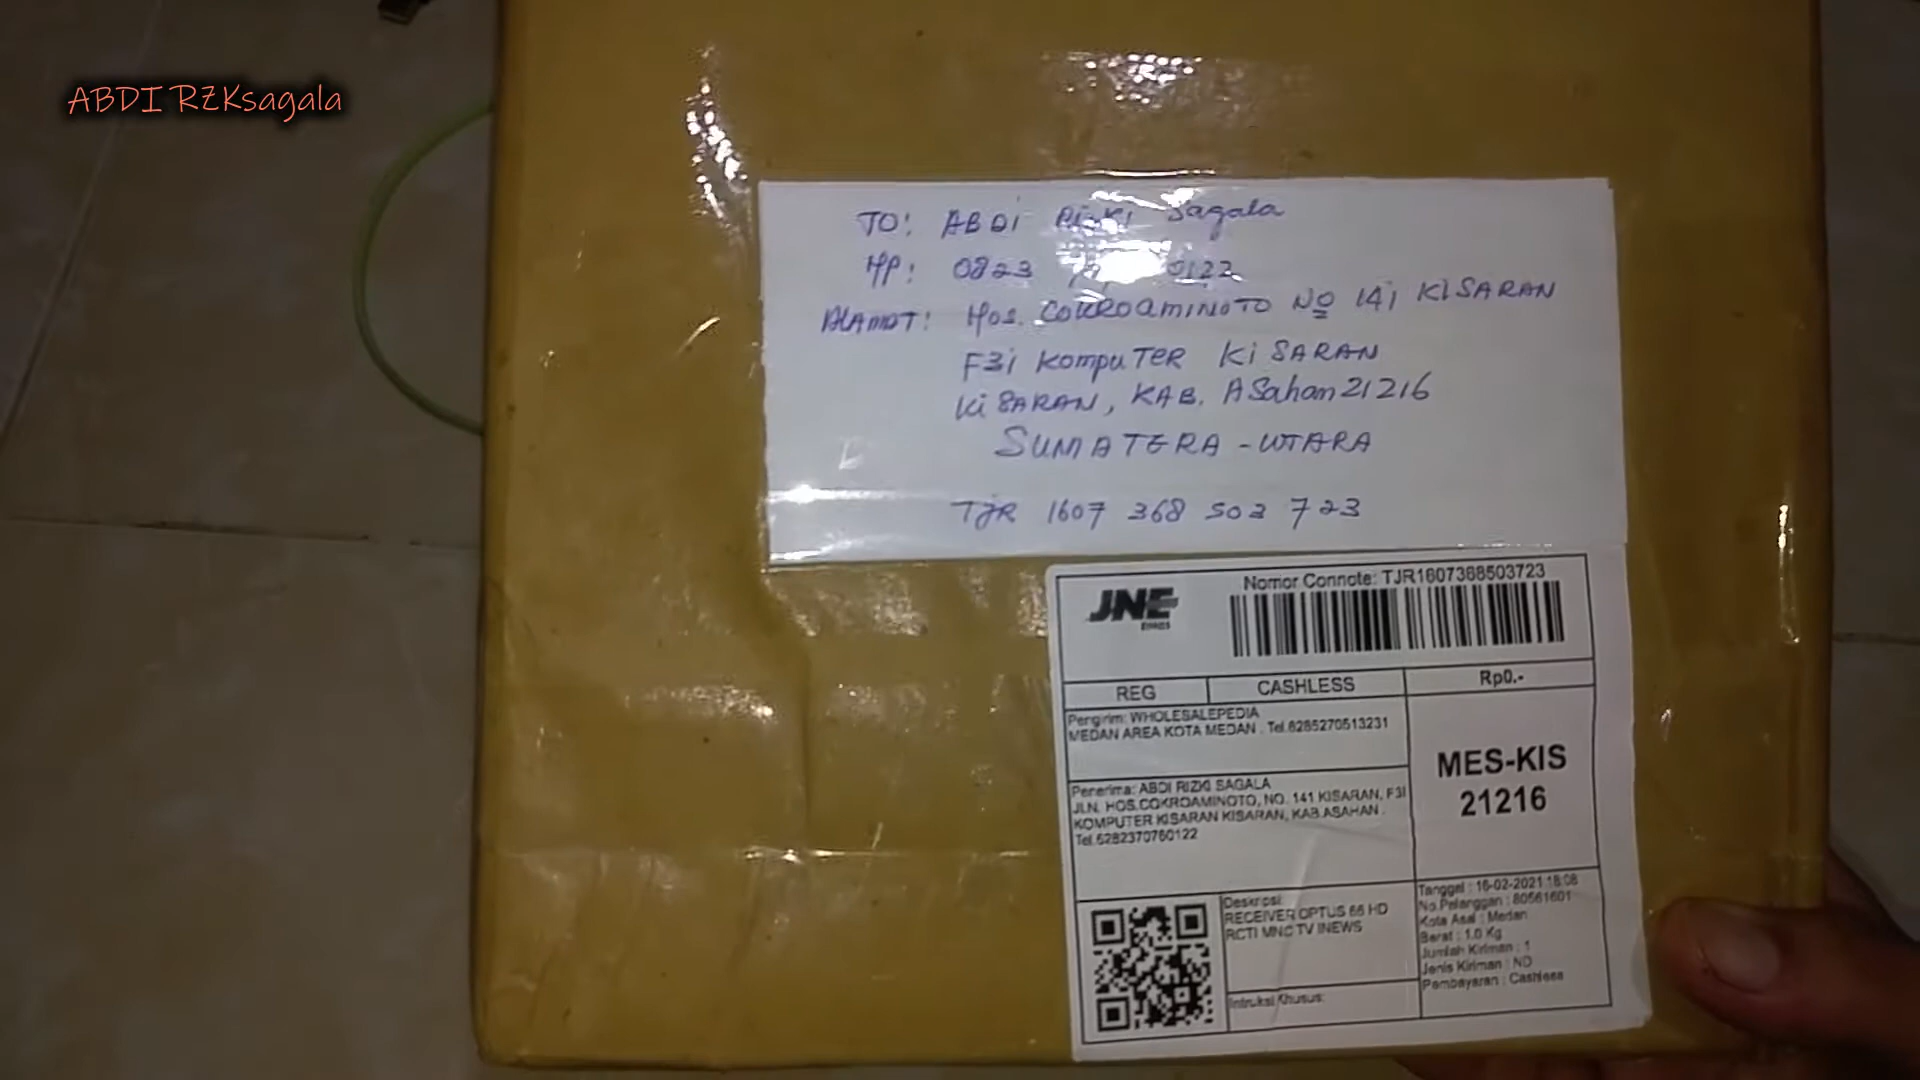 ABDI RZKsagala
TO: ABDi RizKi Sagala
HP: 0823 0122
ALAMAT: Hos. COKROAMINOTO No 141 KISARAN
F3i KompuTER KiSARAN
KiSARAN, KAB. ASahan 21216
SUMATERA - UTARA
TJR 1607 368 503 723
JNE
EXPRESS
Nomor Connote: TJR1607368503723
REG
CASHLESS
Rp0.-
Pengirim: WHOLESALEPEDIA
MEDAN AREA KOTA MEDAN . Tel.6285270513231
MES-KIS
21216
Penerima: ABDI RIZKI SAGALA
JLN. HOS.COKROAMINOTO, NO. 141 KISARAN, F3I
KOMPUTER KISARAN KISARAN, KAB.ASAHAN .
Tel.6282370760122
Deskripsi:
RECEIVER OPTUS 66 HD
RCTI MNC TV INEWS
Intruksi Khusus:
Tanggal : 16-02-2021 18:08
No.Pelanggan : 80561601
Kota Asal : Medan
Berat : 1.0 Kg
Jumlah Kiriman : 1
Jenis Kiriman : ND
Pembayaran : Cashless